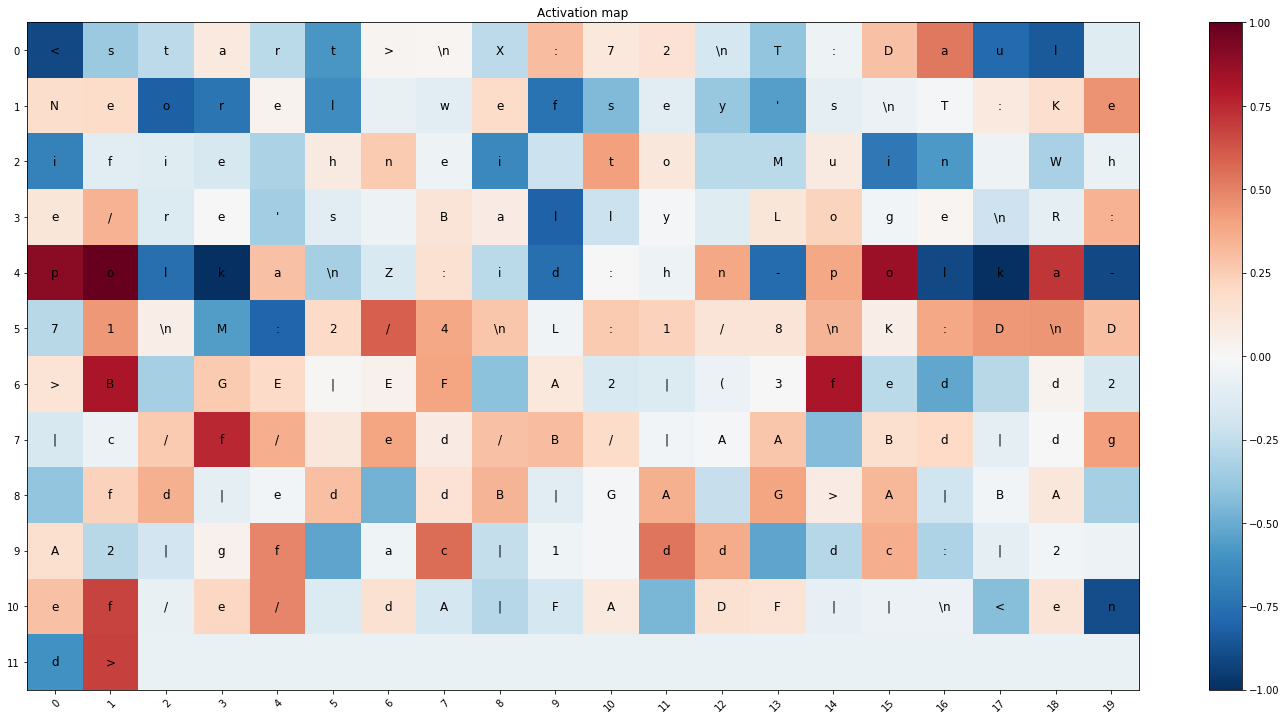 Activation map
0 < s t a r t > \n X : 7 2 \n T : D a u l
1 N e o r e l w e f s e y ' s \n T : K e
2 i f i e h n e i t o M u i n W h
3 e / r e ' s B a l l y L o g e \n R :
4 p o l k a \n Z : i d : h n - p o l k a -
5 7 1 \n M : 2 / 4 \n L : 1 / 8 \n K : D \n D
6 > B G E | E F A 2 | ( 3 f e d d 2
7 | c / f / e d / B / | A A B d | d g
8 f d | e d d B | G A G > A | B A
9 A 2 | g f a c | 1 d d d c : | 2
10 e f / e / d A | F A D F | | \n < e n
11 d >
0 1 2 3 4 5 6 7 8 9 10 11 12 13 14 15 16 17 18 19
1.00
0.75
0.50
0.25
0.00
−0.25
−0.50
−0.75
−1.00